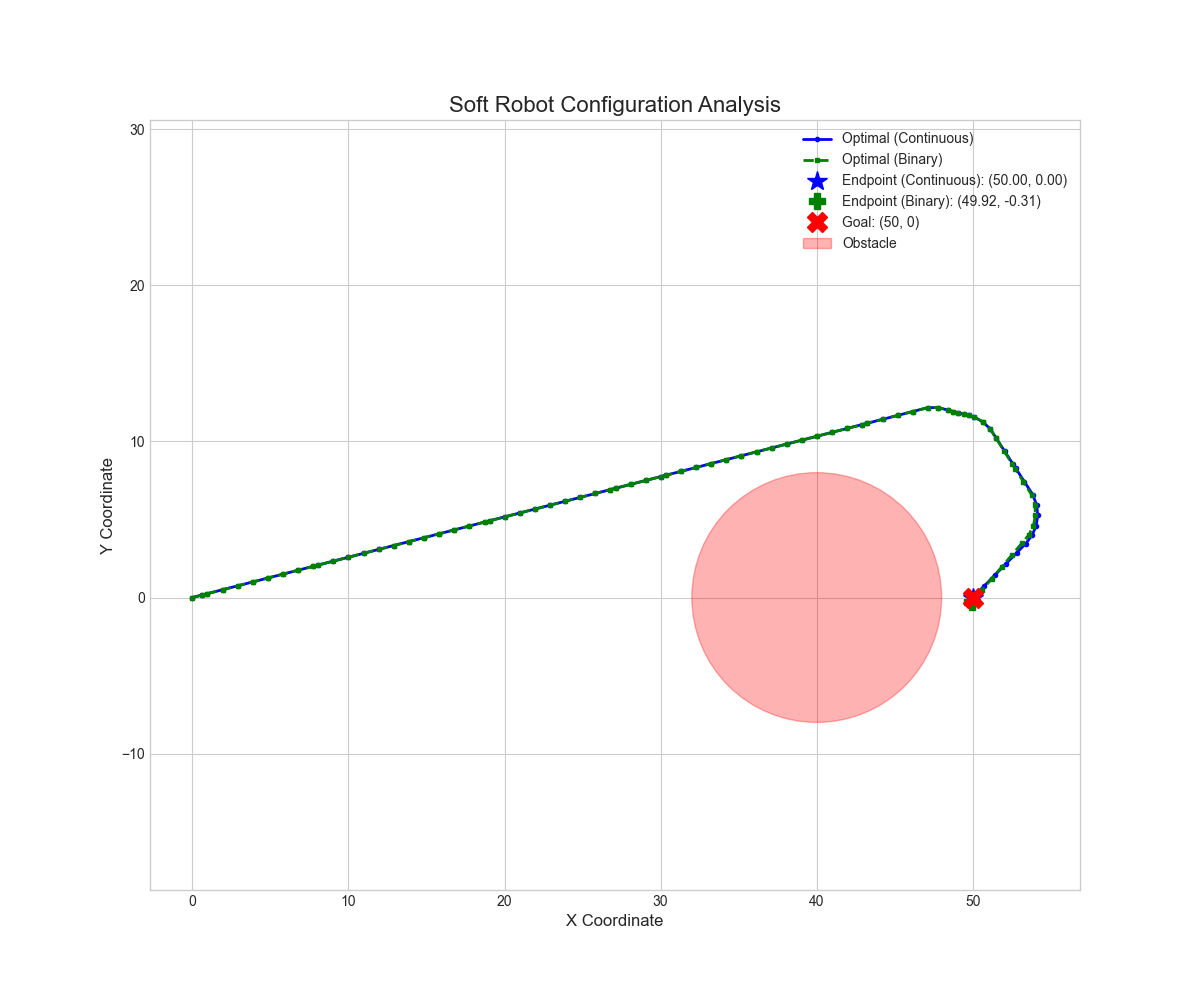 Soft Robot Configuration Analysis
Optimal (Continuous)
Optimal (Binary)
Endpoint (Continuous): (50.00, 0.00)
Endpoint (Binary): (49.92, -0.31)
Goal: (50, 0)
Obstacle
30
20
10
0
−10
Y Coordinate
0 10 20 30 40 50
X Coordinate